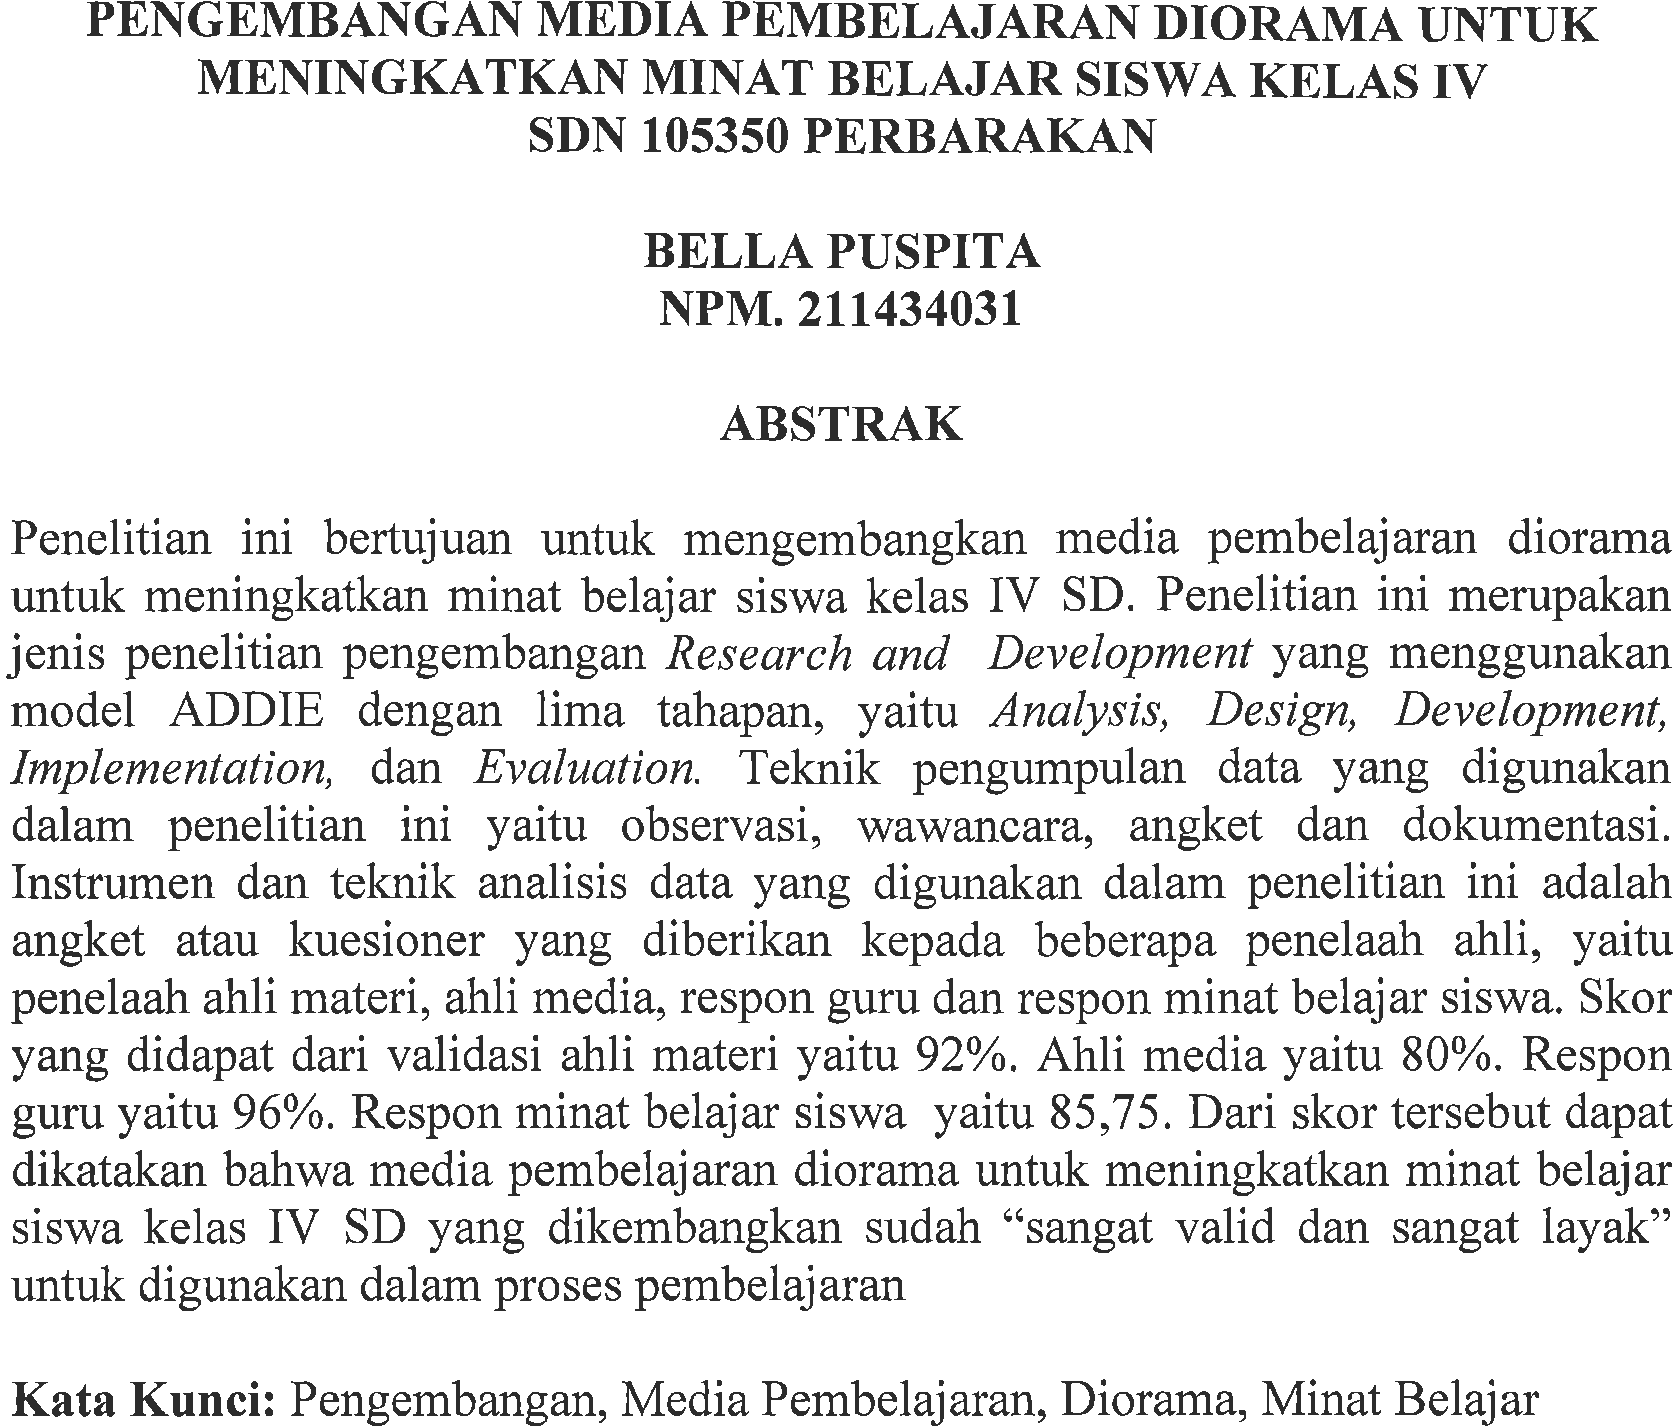 PENGEMBANGAN MEDIA PEMBELAJARAN DIORAMA UNTUK
MENINGKATKAN MINAT BELAJAR SISWA KELAS IV
SDN 105350 PERBARAKAN
BELLA PUSPITA
NPM. 211434031
ABSTRAK
Penelitian ini bertujuan untuk mengembangkan media pembelajaran diorama
untuk meningkatkan minat belajar siswa kelas IV SD. Penelitian ini merupakan
jenis penelitian pengembangan Research and Development yang menggunakan
model ADDIE dengan lima tahapan, yaitu Analysis, Design, Development,
Implementation, dan Evaluation. Teknik pengumpulan data yang digunakan
dalam penelitian ini yaitu observasi, wawancara, angket dan dokumentasi.
Instrumen dan teknik analisis data yang digunakan dalam penelitian ini adalah
angket atau kuesioner yang diberikan kepada beberapa penelaah ahli, yaitu
penelaah ahli materi, ahli media, respon guru dan respon minat belajar siswa. Skor
yang didapat dari validasi ahli materi yaitu 92%. Ahli media yaitu 80%. Respon
guru yaitu 96%. Respon minat belajar siswa yaitu 85,75. Dari skor tersebut dapat
dikatakan bahwa media pembelajaran diorama untuk meningkatkan minat belajar
siswa kelas IV SD yang dikembangkan sudah “sangat valid dan sangat layak”
untuk digunakan dalam proses pembelajaran
Kata Kunci: Pengembangan, Media Pembelajaran, Diorama, Minat Belajar